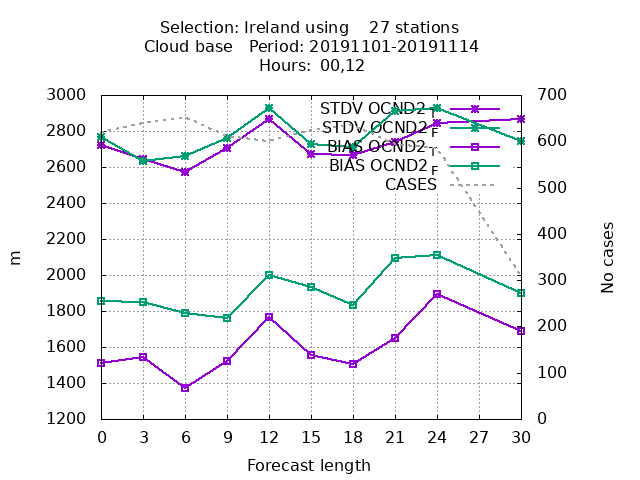 Selection: Ireland using    27 stations
Cloud base   Period: 20191101-20191114
Hours:  00,12
3000
2800
2600
2400
2200
2000
1800
1600
1400
1200
m
700
600
500
400
300
200
100
0
No cases
STDV OCND2_T
STDV OCND2_F
BIAS OCND2_T
BIAS OCND2_F
CASES
0 3 6 9 12 15 18 21 24 27 30
Forecast length